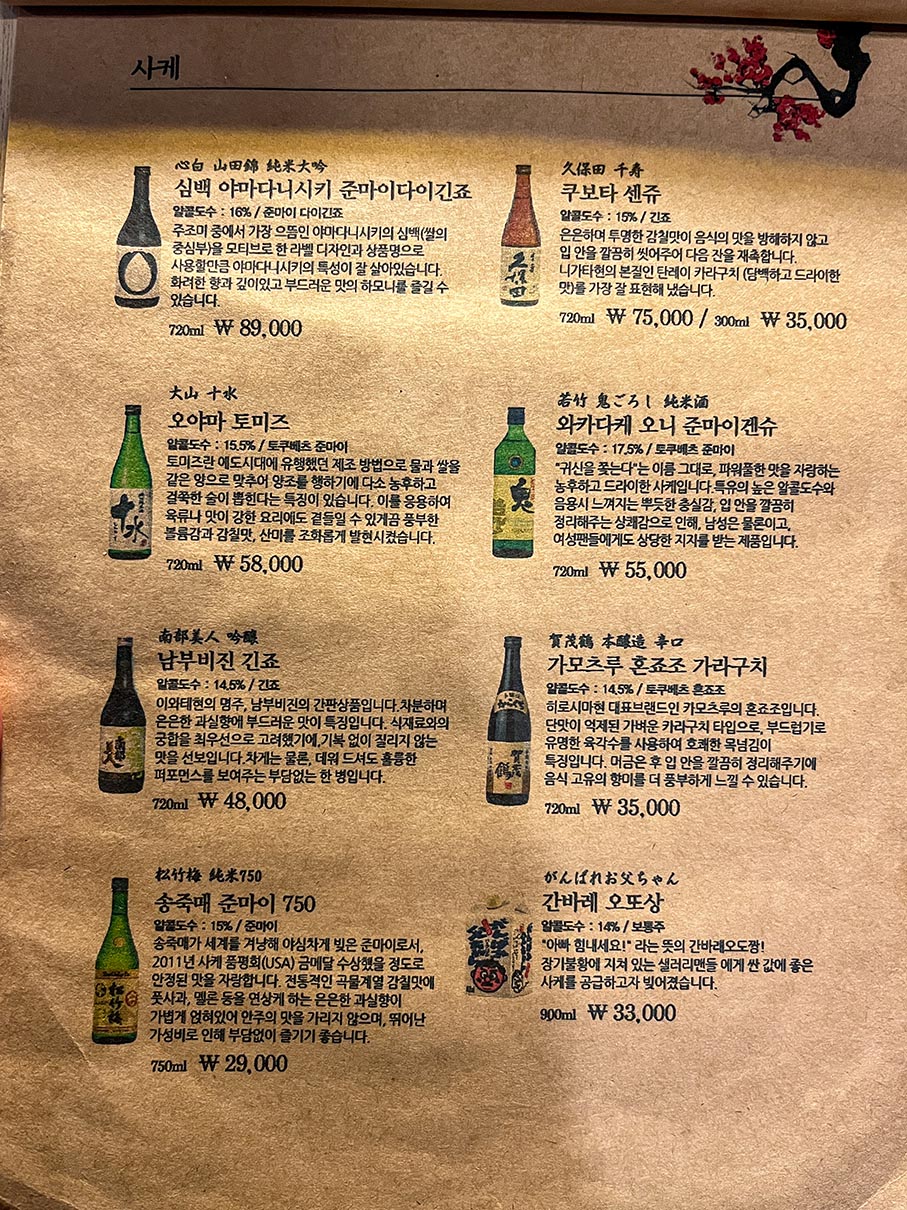 사케
心白 山田錦 純米大吟
심백 야마다니시키 준마이다이긴죠
알콜도수 : 16% / 준마이 다이긴죠
주조미 중에서 가장 으뜸인 야마다니시키의 심백(쌀의
중심부)을 모티브로 한 라벨 디자인과 상품명으로
사용할만큼 야마다니시키의 특성이 잘 살아있습니다.
화려한 향과 깊이있고 부드러운 맛의 하모니를 즐길 수
있습니다.
720ml ₩ 89,000
久保田 千寿
쿠보타 센쥬
알콜도수 : 15% / 긴죠
은은하며 투명한 감칠맛이 음식의 맛을 방해하지 않고
입 안을 깔끔히 씻어주어 다음 잔을 재촉합니다.
니가타현의 본질인 단레이 카라구치 (담백하고 드라이한
맛)를 가장 잘 표현해 냈습니다.
720ml ₩ 75,000 / 300ml ₩ 35,000
久保田
大山 十水
오야마 토미즈
알콜도수 : 15.5% / 토쿠베츠 준마이
토미즈란 에도시대에 유행했던 제조 방법으로 물과 쌀을
같은 양으로 맞추어 양조를 행하기에 다소 농후하고
걸쭉한 술이 뽑힌다는 특징이 있습니다. 이를 응용하여
육류나 맛이 강한 요리에도 곁들일 수 있게끔 풍부한
볼륨감과 감칠맛, 산미를 조화롭게 발현시켰습니다.
720ml ₩ 58,000
十水
若竹 鬼ごろし 純米酒
와카다케 오니 준마이겐슈
알콜도수 : 17.5% / 토쿠베츠 준마이
"귀신을 쫓는다"는 이름 그대로, 파워풀한 맛을 자랑하는
농후하고 드라이한 사케입니다.특유의 높은 알콜도수와
음용시 느껴지는 뿌듯한 충실감, 입 안을 깔끔히
정리해주는 상쾌감으로 인해, 남성은 물론이고,
여성팬들에게도 상당한 지지를 받는 제품입니다.
720ml ₩ 55,000
鬼
南部美人 吟醸
남부비진 긴죠
알콜도수 : 14.5% / 긴죠
이와테현의 명주, 남부비진의 간판상품입니다.차분하며
은은한 과실향에 부드러운 맛이 특징입니다. 식재료와의
궁합을 최우선으로 고려했기에,기복 없이 질리지 않는
맛을 선보입니다.차게는 물론, 데워 드셔도 훌륭한
퍼포먼스를 보여주는 부담없는 한 병입니다.
720ml ₩ 48,000
南部美人
賀茂鶴 本醸造 辛口
가모츠루 혼죠조 가라구치
알콜도수 : 14.5% / 토쿠베츠 혼죠조
히로시마현 대표브랜드인 카모츠루의 혼죠조입니다.
단맛이 억제된 가벼운 카라구치 타입으로, 부드럽기로
유명한 육각수를 사용하여 호쾌한 목넘김이
특징입니다. 머금은 후 입 안을 깔끔히 정리해주기에
음식 고유의 향미를 더 풍부하게 느낄 수 있습니다.
720ml ₩ 35,000
賀茂鶴
松竹梅 純米750
송죽매 준마이 750
알콜도수 : 15% / 준마이
송죽매가 세계를 겨냥해 야심차게 빚은 준마이로서,
2011년 사케 품평회(USA) 금메달 수상했을 정도로
안정된 맛을 자랑합니다. 전통적인 곡물계열 감칠맛에
풋사과, 멜론 등을 연상케 하는 은은한 과실향이
가볍게 얹혀있어 안주의 맛을 가리지 않으며, 뛰어난
가성비로 인해 부담없이 즐기기 좋습니다.
750ml ₩ 29,000
松竹梅
がんばれお父ちゃん
간바레 오또상
알콜도수 : 14% / 보통주
"아빠 힘내세요!" 라는 뜻의 간바레오도짱!
장기불황에 지쳐 있는 샐러리맨들 에게 싼 값에 좋은
사케를 공급하고자 빚어졌습니다.
900ml ₩ 33,000